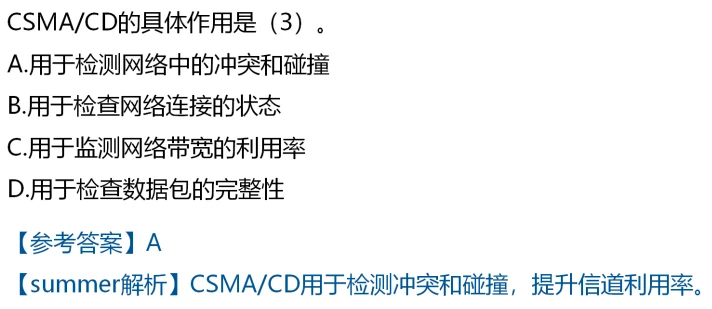 CSMA/CD的具体作用是（3）。
A.用于检测网络中的冲突和碰撞
B.用于检查网络连接的状态
C.用于监测网络带宽的利用率
D.用于检查数据包的完整性
【参考答案】A
【summer解析】CSMA/CD用于检测冲突和碰撞，提升信道利用率。